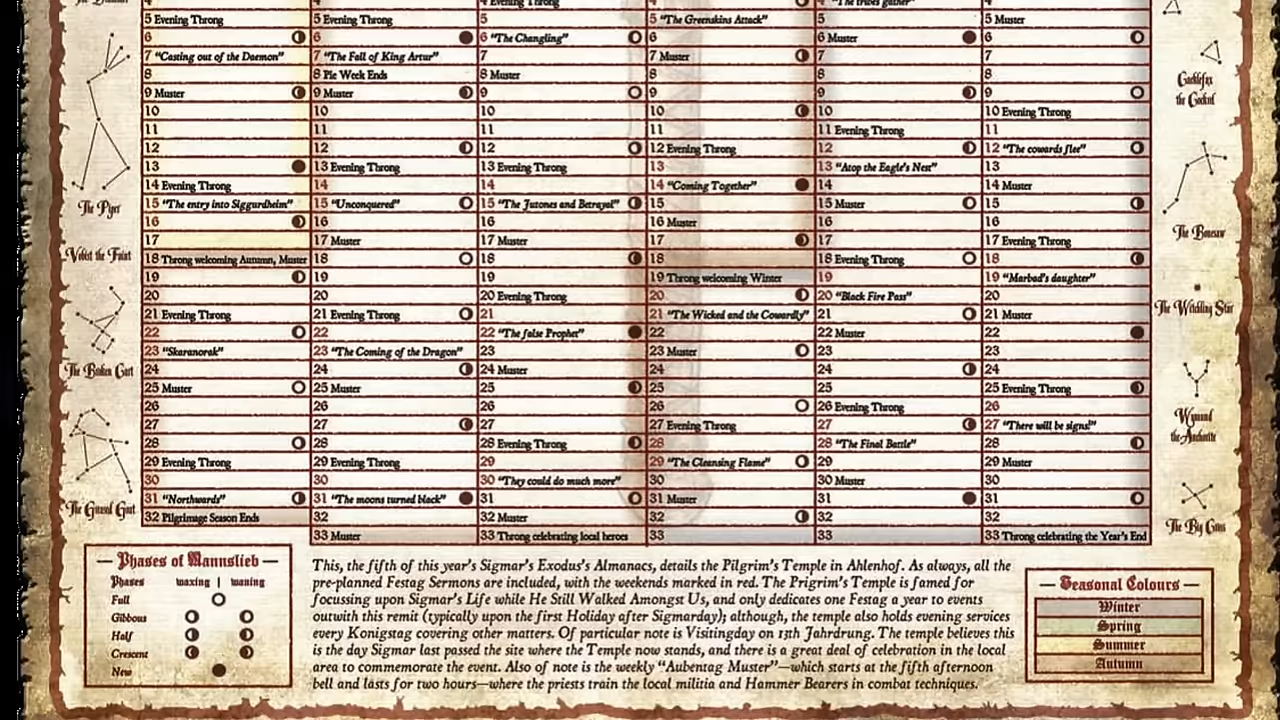 4 Evening Throng 4 "The tribes gather"
5 Evening Throng 5 Evening Throng 5 5 "The Greenskins Attack" 5 5 Muster
6 6 6 "The Changling" 6 6 Muster 6
7 "Casting out of the Daemon" 7 "The Fall of King Artur" 7 7 Muster 7 7
8 8 Pie Week Ends 8 Muster 8 8 8
9 Muster 9 Muster 9 9 9 9
10 10 10 10 10 10 Evening Throng
11 11 11 11 11 Evening Throng 11
12 12 12 12 Evening Throng 12 12 "The cowards flee"
13 13 Evening Throng 13 Evening Throng 13 13 "Atop the Eagle's Nest" 13
14 Evening Throng 14 14 14 "Coming Together" 14 14 Muster
15 "The entry into Siggurdheim" 15 "Unconquered" 15 "The Jutones and Betrayal" 15 15 Muster 15
16 16 16 16 Muster 16 16
17 17 Muster 17 Muster 17 17 17 Evening Throng
18 Throng welcoming Autumn, Muster 18 18 18 18 Evening Throng 18
19 19 19 19 Throng welcoming Winter 19 19 "Marbad's daughter"
20 20 20 Evening Throng 20 20 "Black Fire Pass" 20
21 Evening Throng 21 Evening Throng 21 21 "The Wicked and the Cowardly" 21 21 Muster
22 22 22 "The false Prophet" 22 22 Muster 22
23 "Skaranorak" 23 "The Coming of the Dragon" 23 23 Muster 23 23
24 24 24 Muster 24 24 24
25 Muster 25 Muster 25 25 25 25 Evening Throng
26 26 26 26 26 Evening Throng 26
27 27 27 27 Evening Throng 27 27 "There will be signs!"
28 28 28 Evening Throng 28 28 "The Final Battle" 28
29 Evening Throng 29 Evening Throng 29 29 "The Cleansing Flame" 29 29 Muster
30 30 30 "They could do much more" 30 30 Muster 30
31 "Northwards" 31 "The moons turned black" 31 31 Muster 31 31
32 Pilgrimage Season Ends 32 32 Muster 32 32 32
33 Muster 33 Throng celebrating local heroes 33 33 33 Throng celebrating the Year's End
The Piper
Vobist the Faint
The Broken Cart
The Greased Goat
Cacklefax
the Cockrel
The Bonesaw
The Witchling Star
Wymund
the Anchorite
The Big Cross
Phases of Mannslieb
Phases waxing | waning
Full
Gibbous
Half
Crescent
New
This, the fifth of this year's Sigmar's Exodus's Almanacs, details the Pilgrim's Temple in Ahlenhof. As always, all the
pre-planned Festag Sermons are included, with the weekends marked in red. The Prigrim's Temple is famed for
focussing upon Sigmar's Life while He Still Walked Amongst Us, and only dedicates one Festag a year to events
outwith this remit (typically upon the first Holiday after Sigmarday); although, the temple also holds evening services
every Konigstag covering other matters. Of particular note is Visitingday on 15th Jahrdrung. The temple believes this
is the day Sigmar last passed the site where the Temple now stands, and there is a great deal of celebration in the local
area to commemorate the event. Also of note is the weekly "Aubentag Muster"—which starts at the fifth afternoon
bell and lasts for two hours—where the priests train the local militia and Hammer Bearers in combat techniques.
Seasonal Colours
Winter
Spring
Summer
Autumn